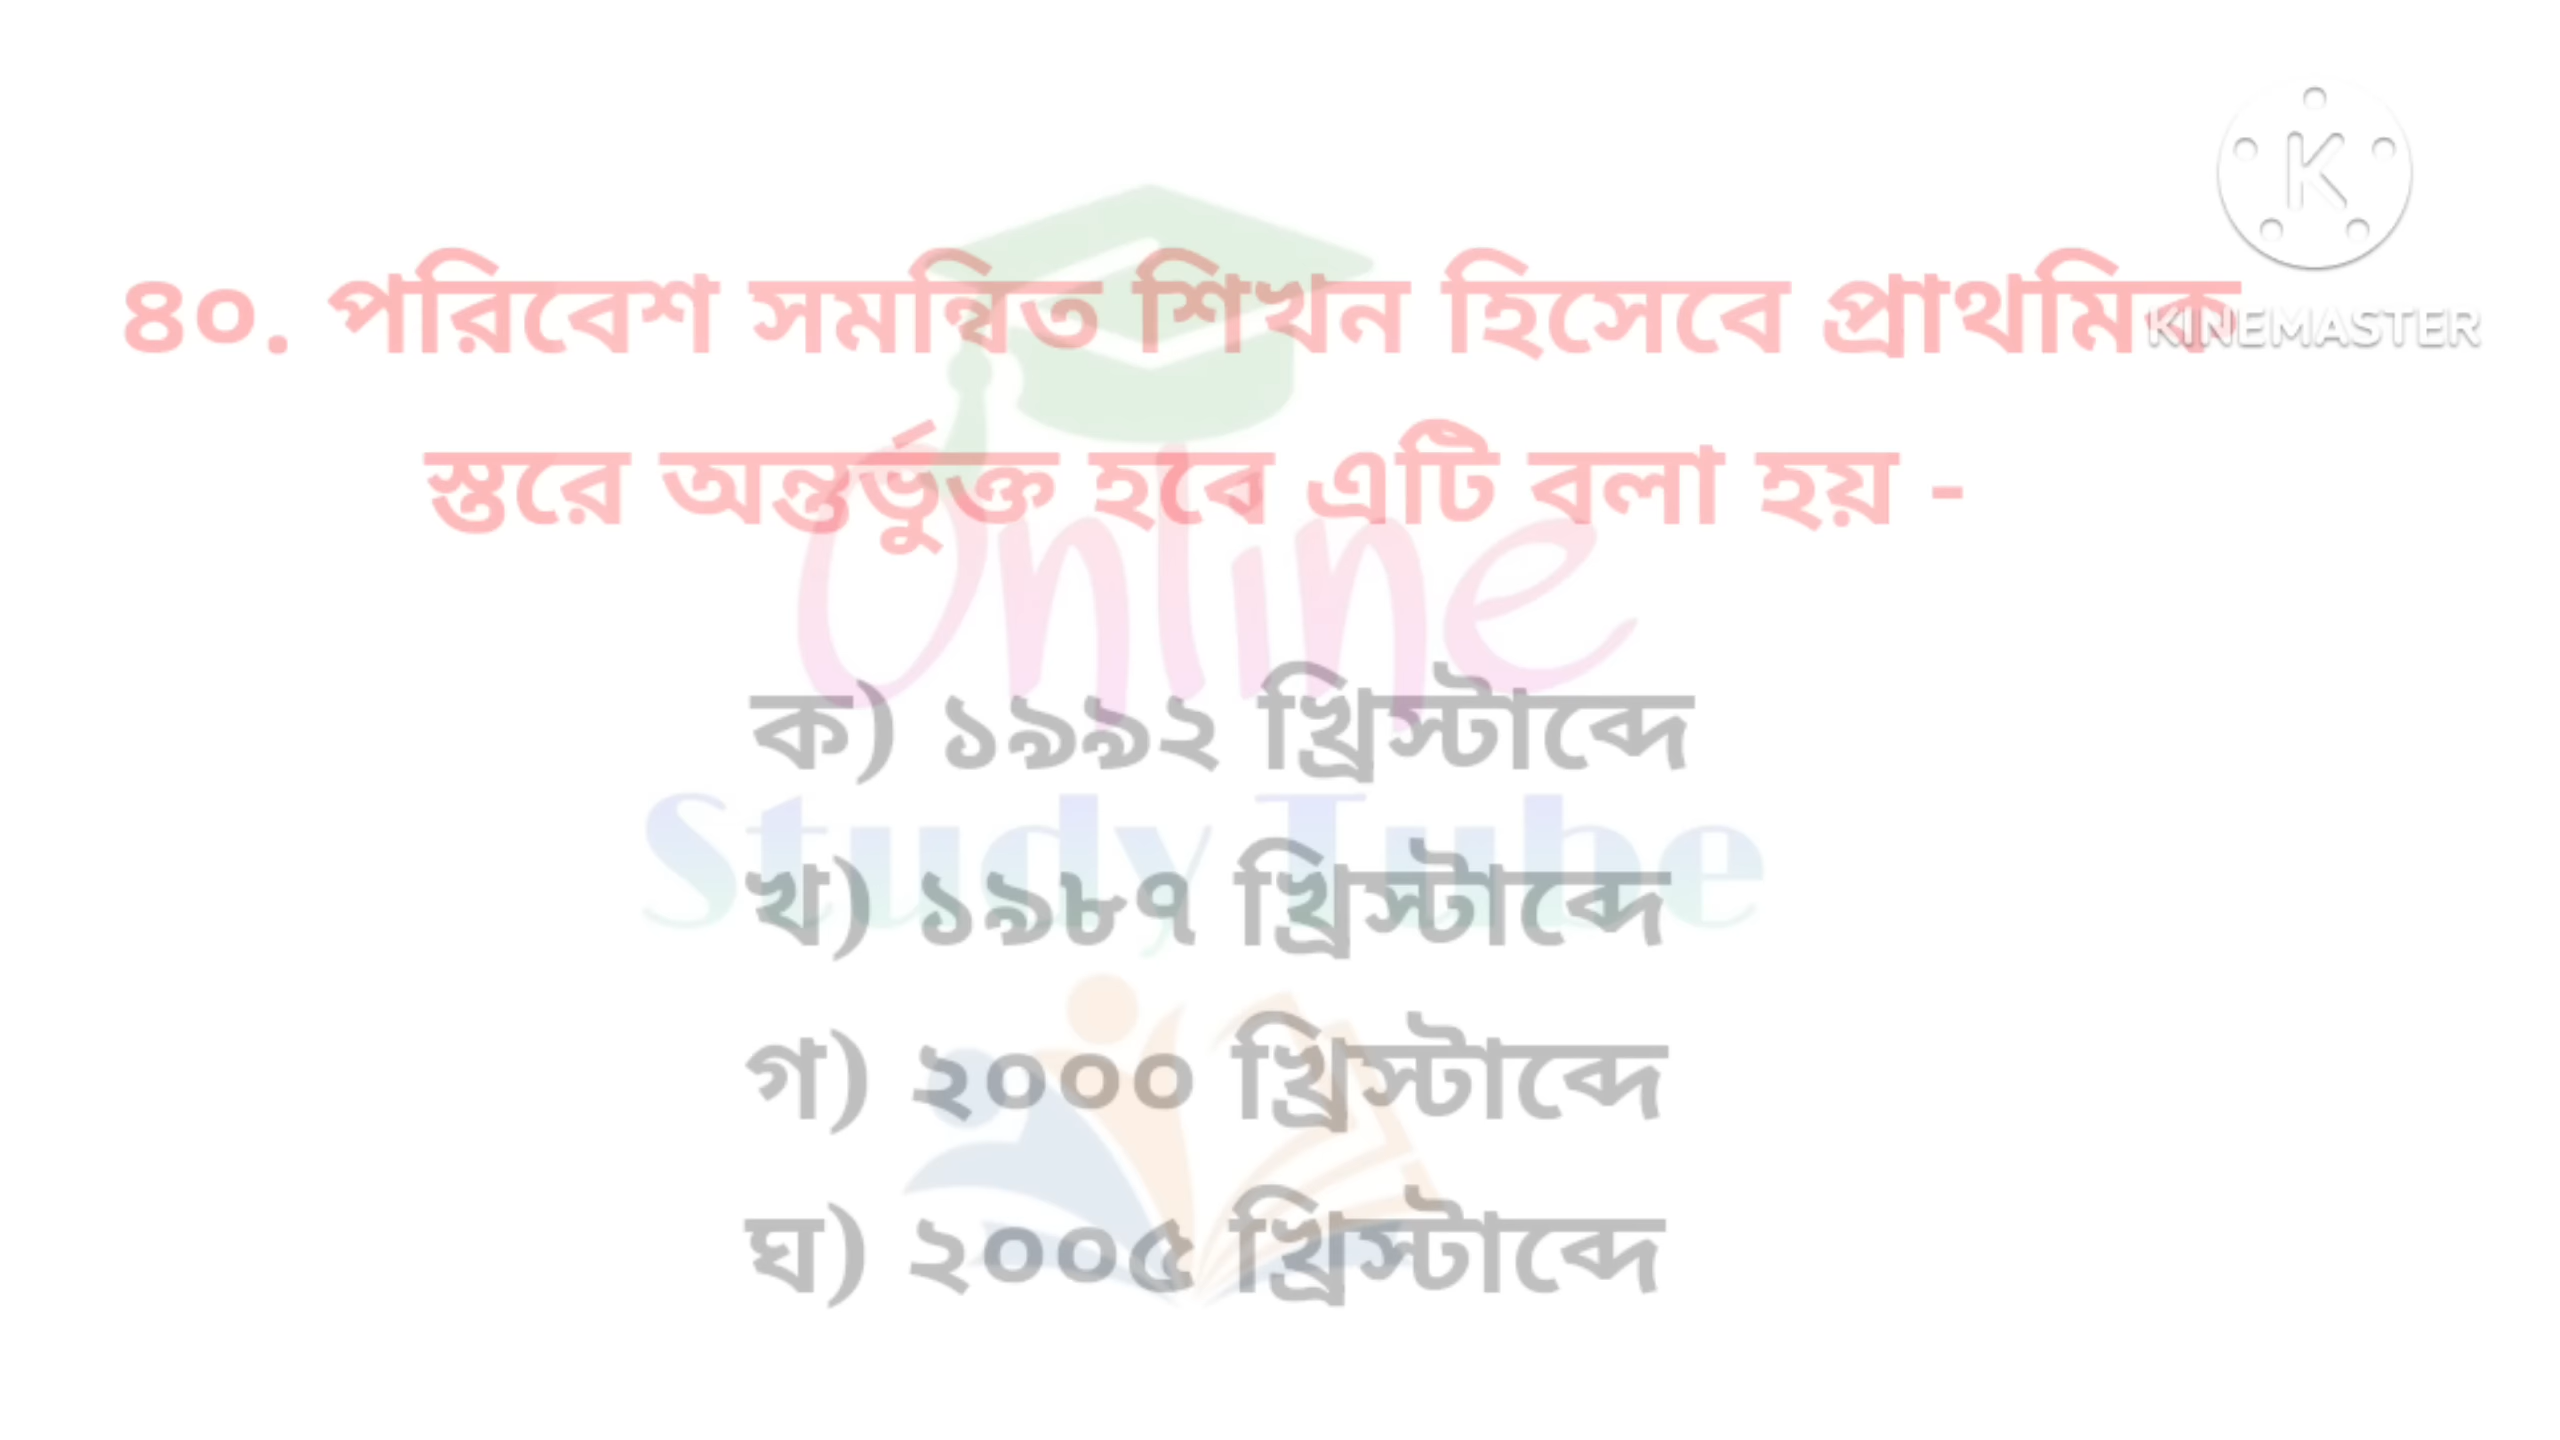 KINEMASTER
৪০. পরিবেশ সমন্বিত শিখন হিসেবে প্রাথমিক
স্তরে অন্তর্ভুক্ত হবে এটি বলা হয় -
Online
ক) ১৯৯২ খ্রিস্টাব্দে
Study Tube
খ) ১৯৮৭ খ্রিস্টাব্দে
গ) ২০০০ খ্রিস্টাব্দে
ঘ) ২০০৫ খ্রিস্টাব্দে